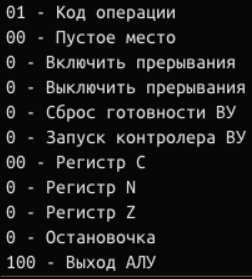 01 - Код операции
00 - Пустое место
0 - Включить прерывания
0 - Выключить прерывания
0 - Сброс готовности ВУ
0 - Запуск контролера ВУ
00 - Регистр C
0 - Регистр N
0 - Регистр Z
0 - Остановочка
100 - Выход АЛУ